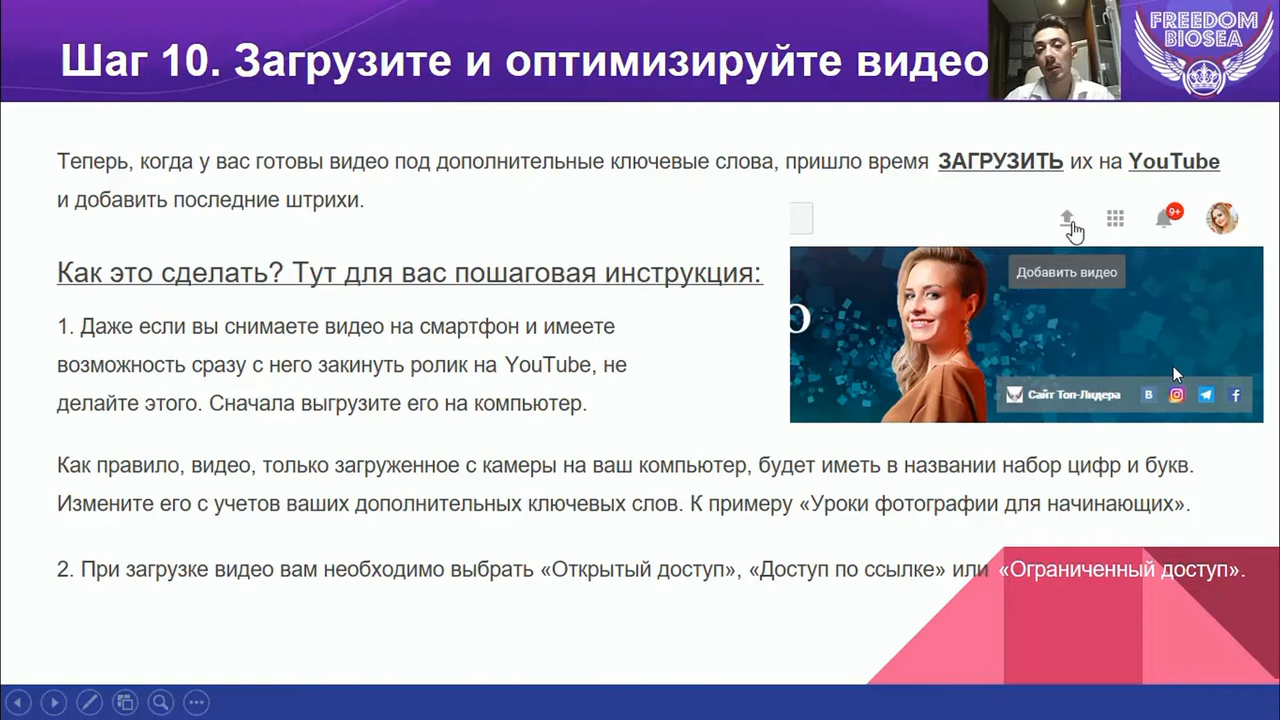 Шаг 10. Загрузите и оптимизируйте видео
FREEDOM
BIOSEA
Теперь, когда у вас готовы видео под дополнительные ключевые слова, пришло время ЗАГРУЗИТЬ их на YouTube
и добавить последние штрихи.
9+
Как это сделать? Тут для вас пошаговая инструкция:
Добавить видео
о
1. Даже если вы снимаете видео на смартфон и имеете
возможность сразу с него закинуть ролик на YouTube, не
делайте этого. Сначала выгрузите его на компьютер.
Сайт Топ-Лидера
Как правило, видео, только загруженное с камеры на ваш компьютер, будет иметь в названии набор цифр и букв.
Измените его с учетов ваших дополнительных ключевых слов. К примеру «Уроки фотографии для начинающих».
2. При загрузке видео вам необходимо выбрать «Открытый доступ», «Доступ по ссылке» или «Ограниченный доступ».